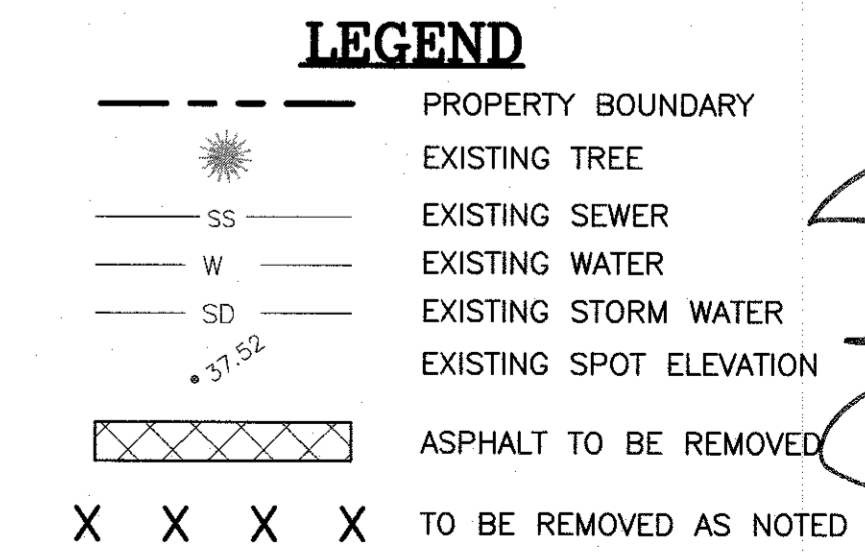 LEGEND
PROPERTY BOUNDARY
EXISTING TREE
SS EXISTING SEWER
W EXISTING WATER
SD EXISTING STORM WATER
37.52 EXISTING SPOT ELEVATION
ASPHALT TO BE REMOVED
X X X X TO BE REMOVED AS NOTED